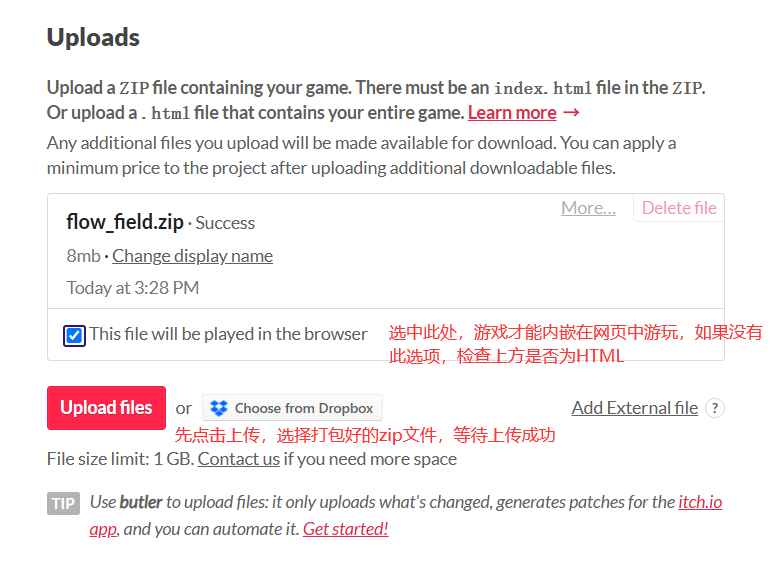 Uploads
Upload a ZIP file containing your game. There must be an index.html file in the ZIP.
Or upload a .html file that contains your entire game. Learn more →
Any additional files you upload will be made available for download. You can apply a
minimum price to the project after uploading additional downloadable files.
flow_field.zip · Success
More...
Delete file
8mb · Change display name
Today at 3:28 PM
This file will be played in the browser
选中此处，游戏才能内嵌在网页中游玩，如果没有
此选项，检查上方是否为HTML
Upload files
or
Choose from Dropbox
Add External file
?
先点击上传，选择打包好的zip文件，等待上传成功
File size limit: 1 GB. Contact us if you need more space
TIP
Use butler to upload files: it only uploads what's changed, generates patches for the itch.io
app, and you can automate it. Get started!